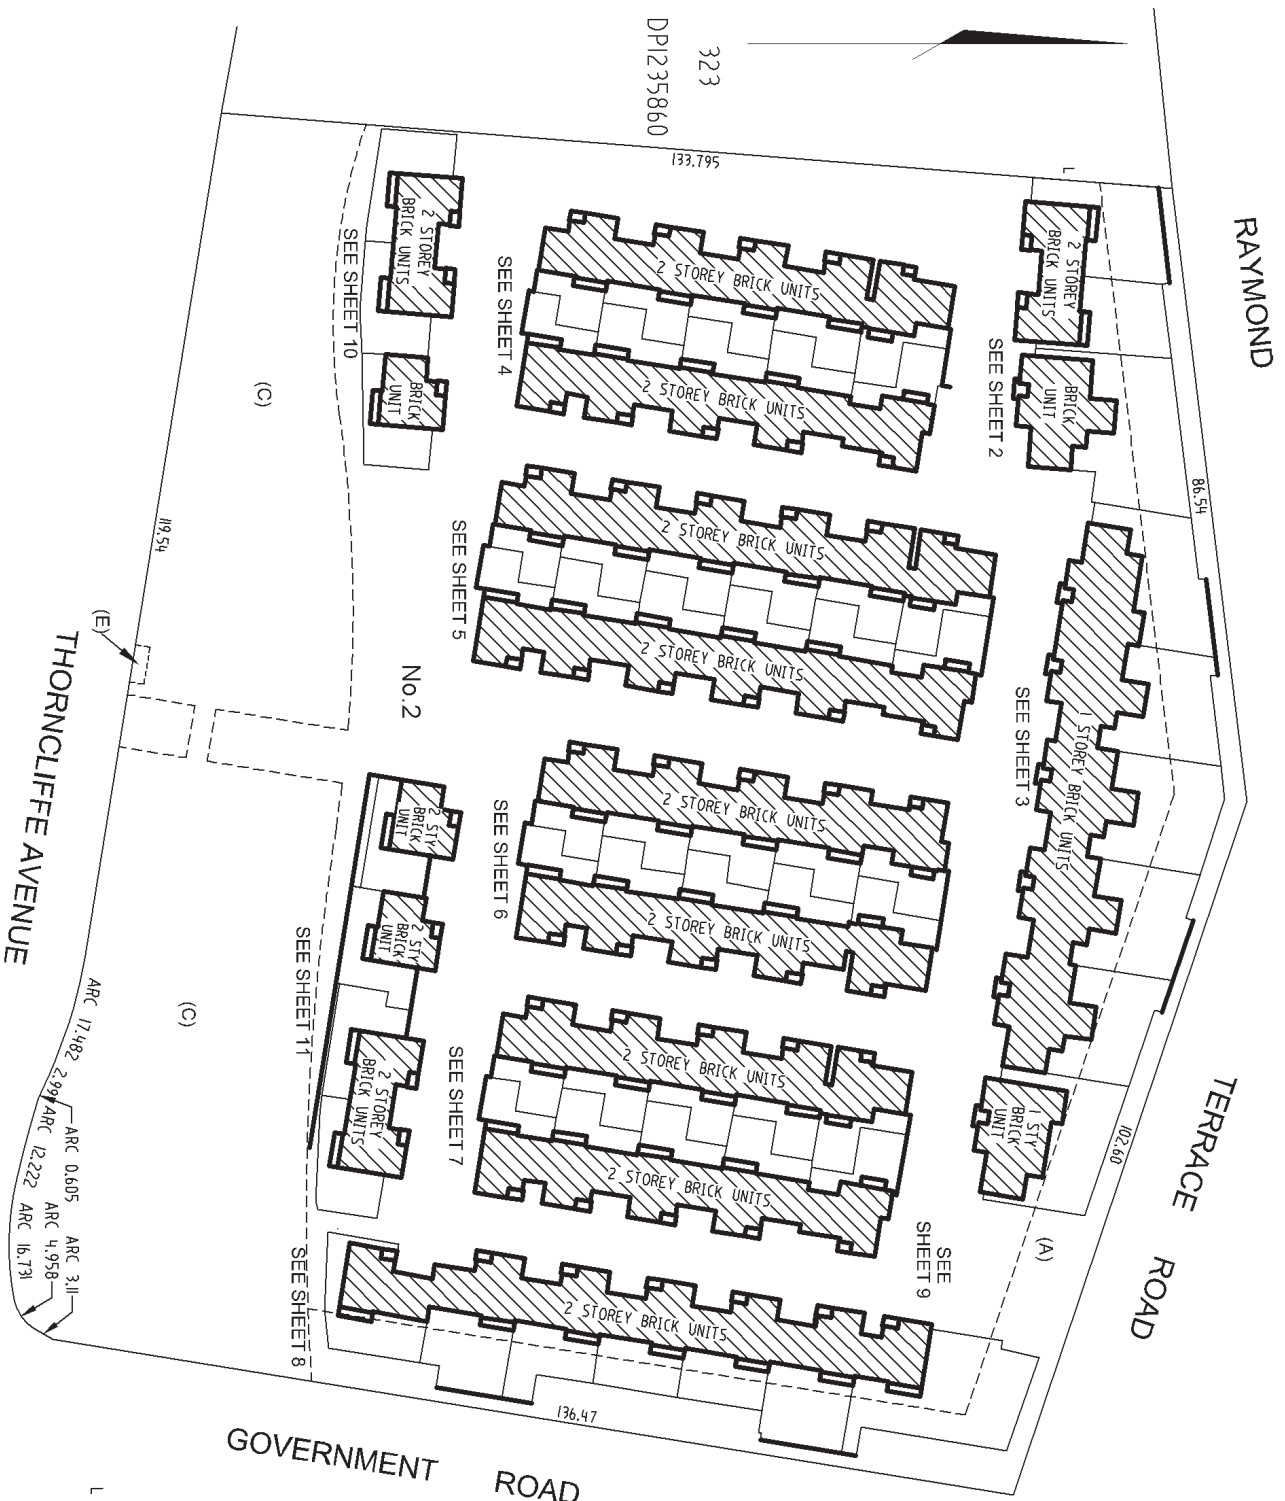 RAYMOND
TERRACE
ROAD
323
DP1235860
133.795
86.54
102.60
2 STOREY
BRICK UNITS
BRICK
UNIT
SEE SHEET 2
1 STOREY BRICK UNITS
SEE SHEET 3
1 STY
BRICK
UNIT
(A)
2 STOREY BRICK UNITS
2 STOREY BRICK UNITS
SEE SHEET 4
2 STOREY BRICK UNITS
2 STOREY BRICK UNITS
SEE SHEET 5
2 STOREY BRICK UNITS
2 STOREY BRICK UNITS
SEE SHEET 6
2 STOREY BRICK UNITS
2 STOREY BRICK UNITS
SEE SHEET 7
SEE
SHEET 9
2 STOREY BRICK UNITS
SEE SHEET 8
2 STOREY
BRICK UNITS
BRICK
UNIT
SEE SHEET 10
No.2
2 STY
BRICK
UNIT
2 STY
BRICK
UNIT
2 STOREY
BRICK UNITS
SEE SHEET 11
(C)
(C)
(E)
119.54
THORNCLIFFE AVENUE
ARC 17.482
2.99
ARC 0.605
ARC 12.222
ARC 3.11
ARC 4.958
ARC 16.731
136.47
GOVERNMENT ROAD
L
L